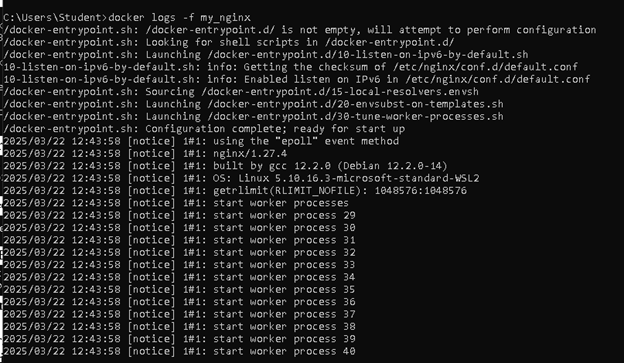 C:\Users\Student>docker logs -f my_nginx
/docker-entrypoint.sh: /docker-entrypoint.d/ is not empty, will attempt to perform configuration
/docker-entrypoint.sh: Looking for shell scripts in /docker-entrypoint.d/
/docker-entrypoint.sh: Launching /docker-entrypoint.d/10-listen-on-ipv6-by-default.sh
10-listen-on-ipv6-by-default.sh: info: Getting the checksum of /etc/nginx/conf.d/default.conf
10-listen-on-ipv6-by-default.sh: info: Enabled listen on IPv6 in /etc/nginx/conf.d/default.conf
/docker-entrypoint.sh: Sourcing /docker-entrypoint.d/15-local-resolvers.envsh
/docker-entrypoint.sh: Launching /docker-entrypoint.d/20-envsubst-on-templates.sh
/docker-entrypoint.sh: Launching /docker-entrypoint.d/30-tune-worker-processes.sh
/docker-entrypoint.sh: Configuration complete; ready for start up
2025/03/22 12:43:58 [notice] 1#1: using the "epoll" event method
2025/03/22 12:43:58 [notice] 1#1: nginx/1.27.4
2025/03/22 12:43:58 [notice] 1#1: built by gcc 12.2.0 (Debian 12.2.0-14)
2025/03/22 12:43:58 [notice] 1#1: OS: Linux 5.10.16.3-microsoft-standard-WSL2
2025/03/22 12:43:58 [notice] 1#1: getrlimit(RLIMIT_NOFILE): 1048576:1048576
2025/03/22 12:43:58 [notice] 1#1: start worker processes
2025/03/22 12:43:58 [notice] 1#1: start worker process 29
2025/03/22 12:43:58 [notice] 1#1: start worker process 30
2025/03/22 12:43:58 [notice] 1#1: start worker process 31
2025/03/22 12:43:58 [notice] 1#1: start worker process 32
2025/03/22 12:43:58 [notice] 1#1: start worker process 33
2025/03/22 12:43:58 [notice] 1#1: start worker process 34
2025/03/22 12:43:58 [notice] 1#1: start worker process 35
2025/03/22 12:43:58 [notice] 1#1: start worker process 36
2025/03/22 12:43:58 [notice] 1#1: start worker process 37
2025/03/22 12:43:58 [notice] 1#1: start worker process 38
2025/03/22 12:43:58 [notice] 1#1: start worker process 39
2025/03/22 12:43:58 [notice] 1#1: start worker process 40